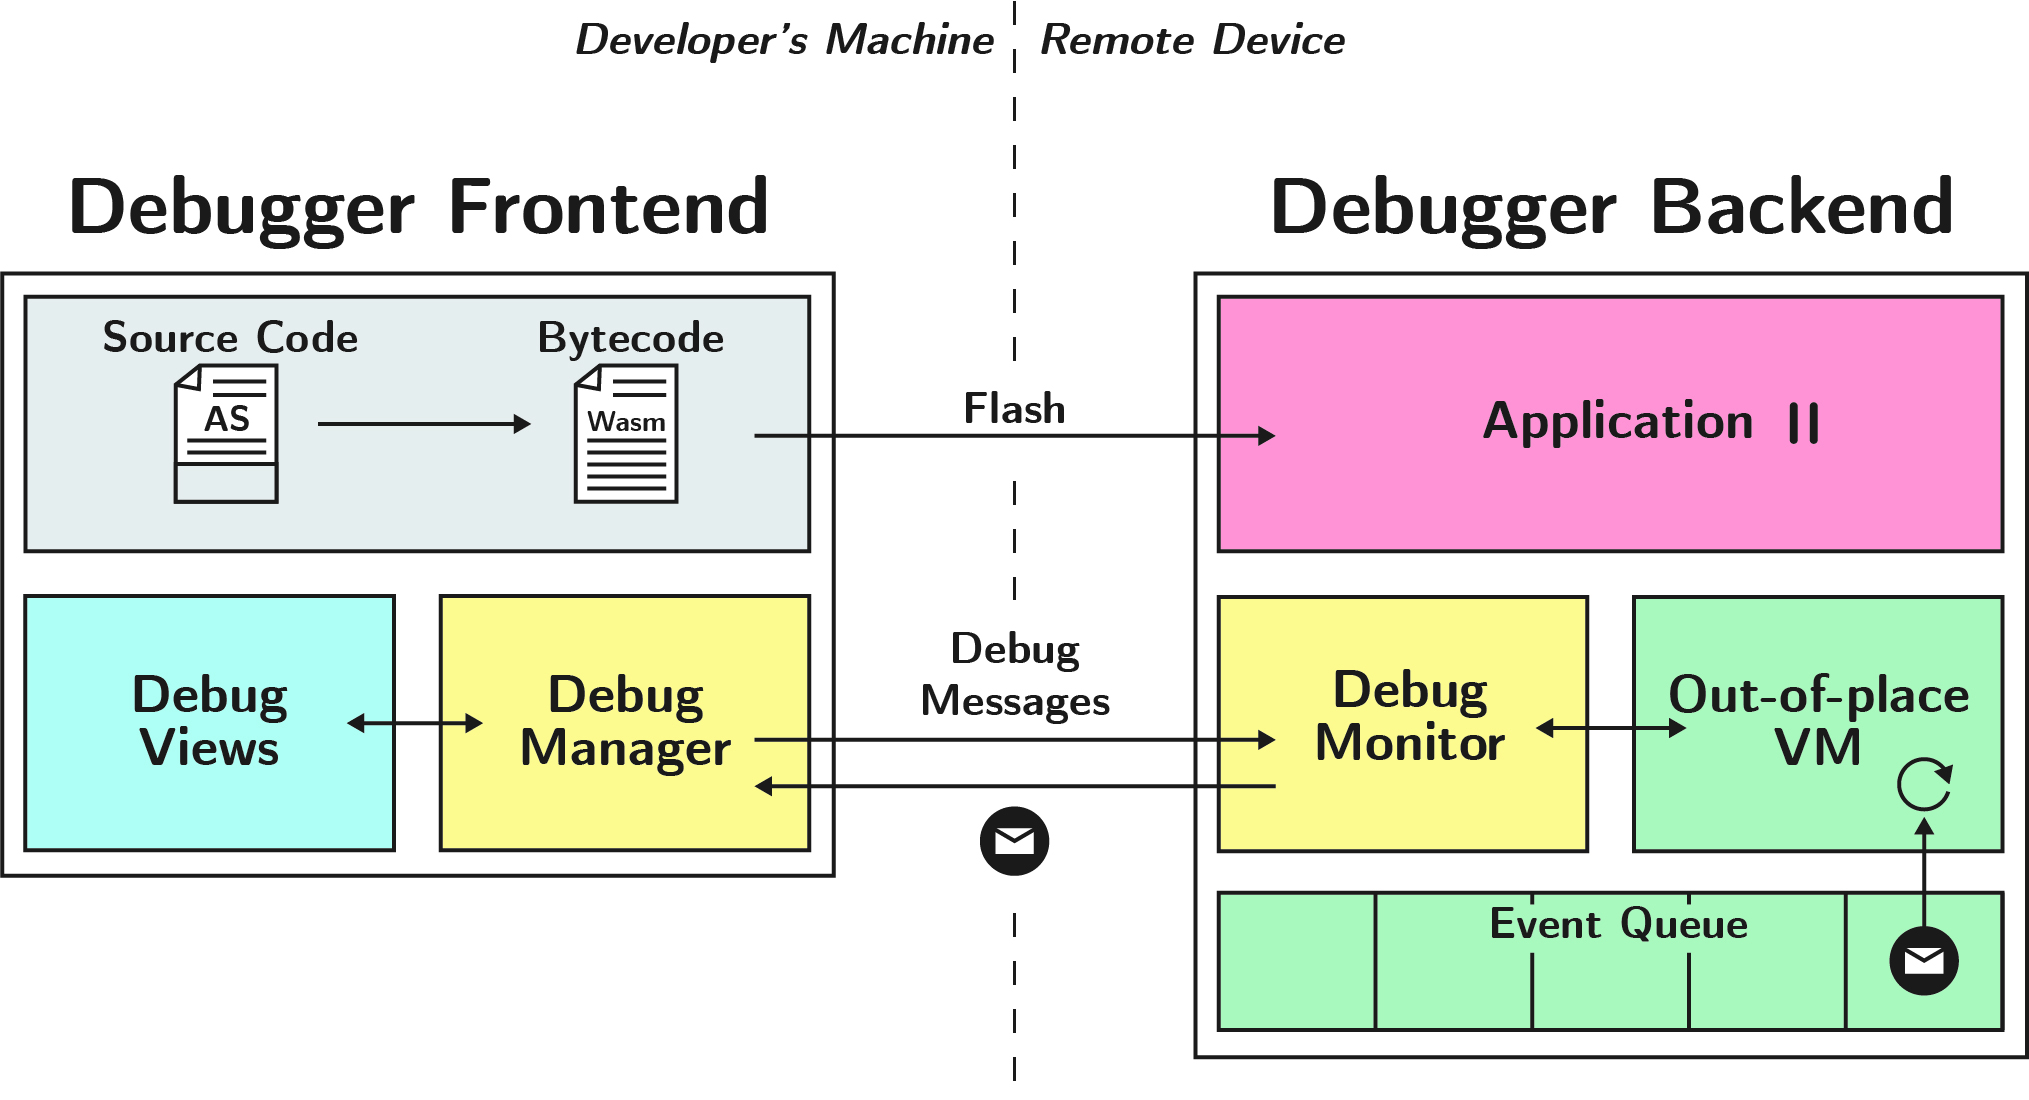 Developer's Machine
Remote Device
Debugger Frontend
Debugger Backend
Source Code
Bytecode
AS
Wasm
Flash
Application
Debug
Views
Debug
Manager
Debug
Messages
Debug
Monitor
Out-of-place
VM
Event Queue